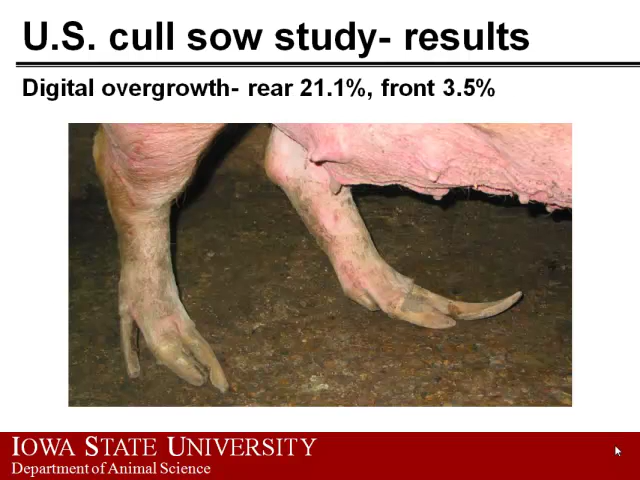 U.S. cull sow study- results
Digital overgrowth- rear 21.1%, front 3.5%
IOWA STATE UNIVERSITY
Department of Animal Science